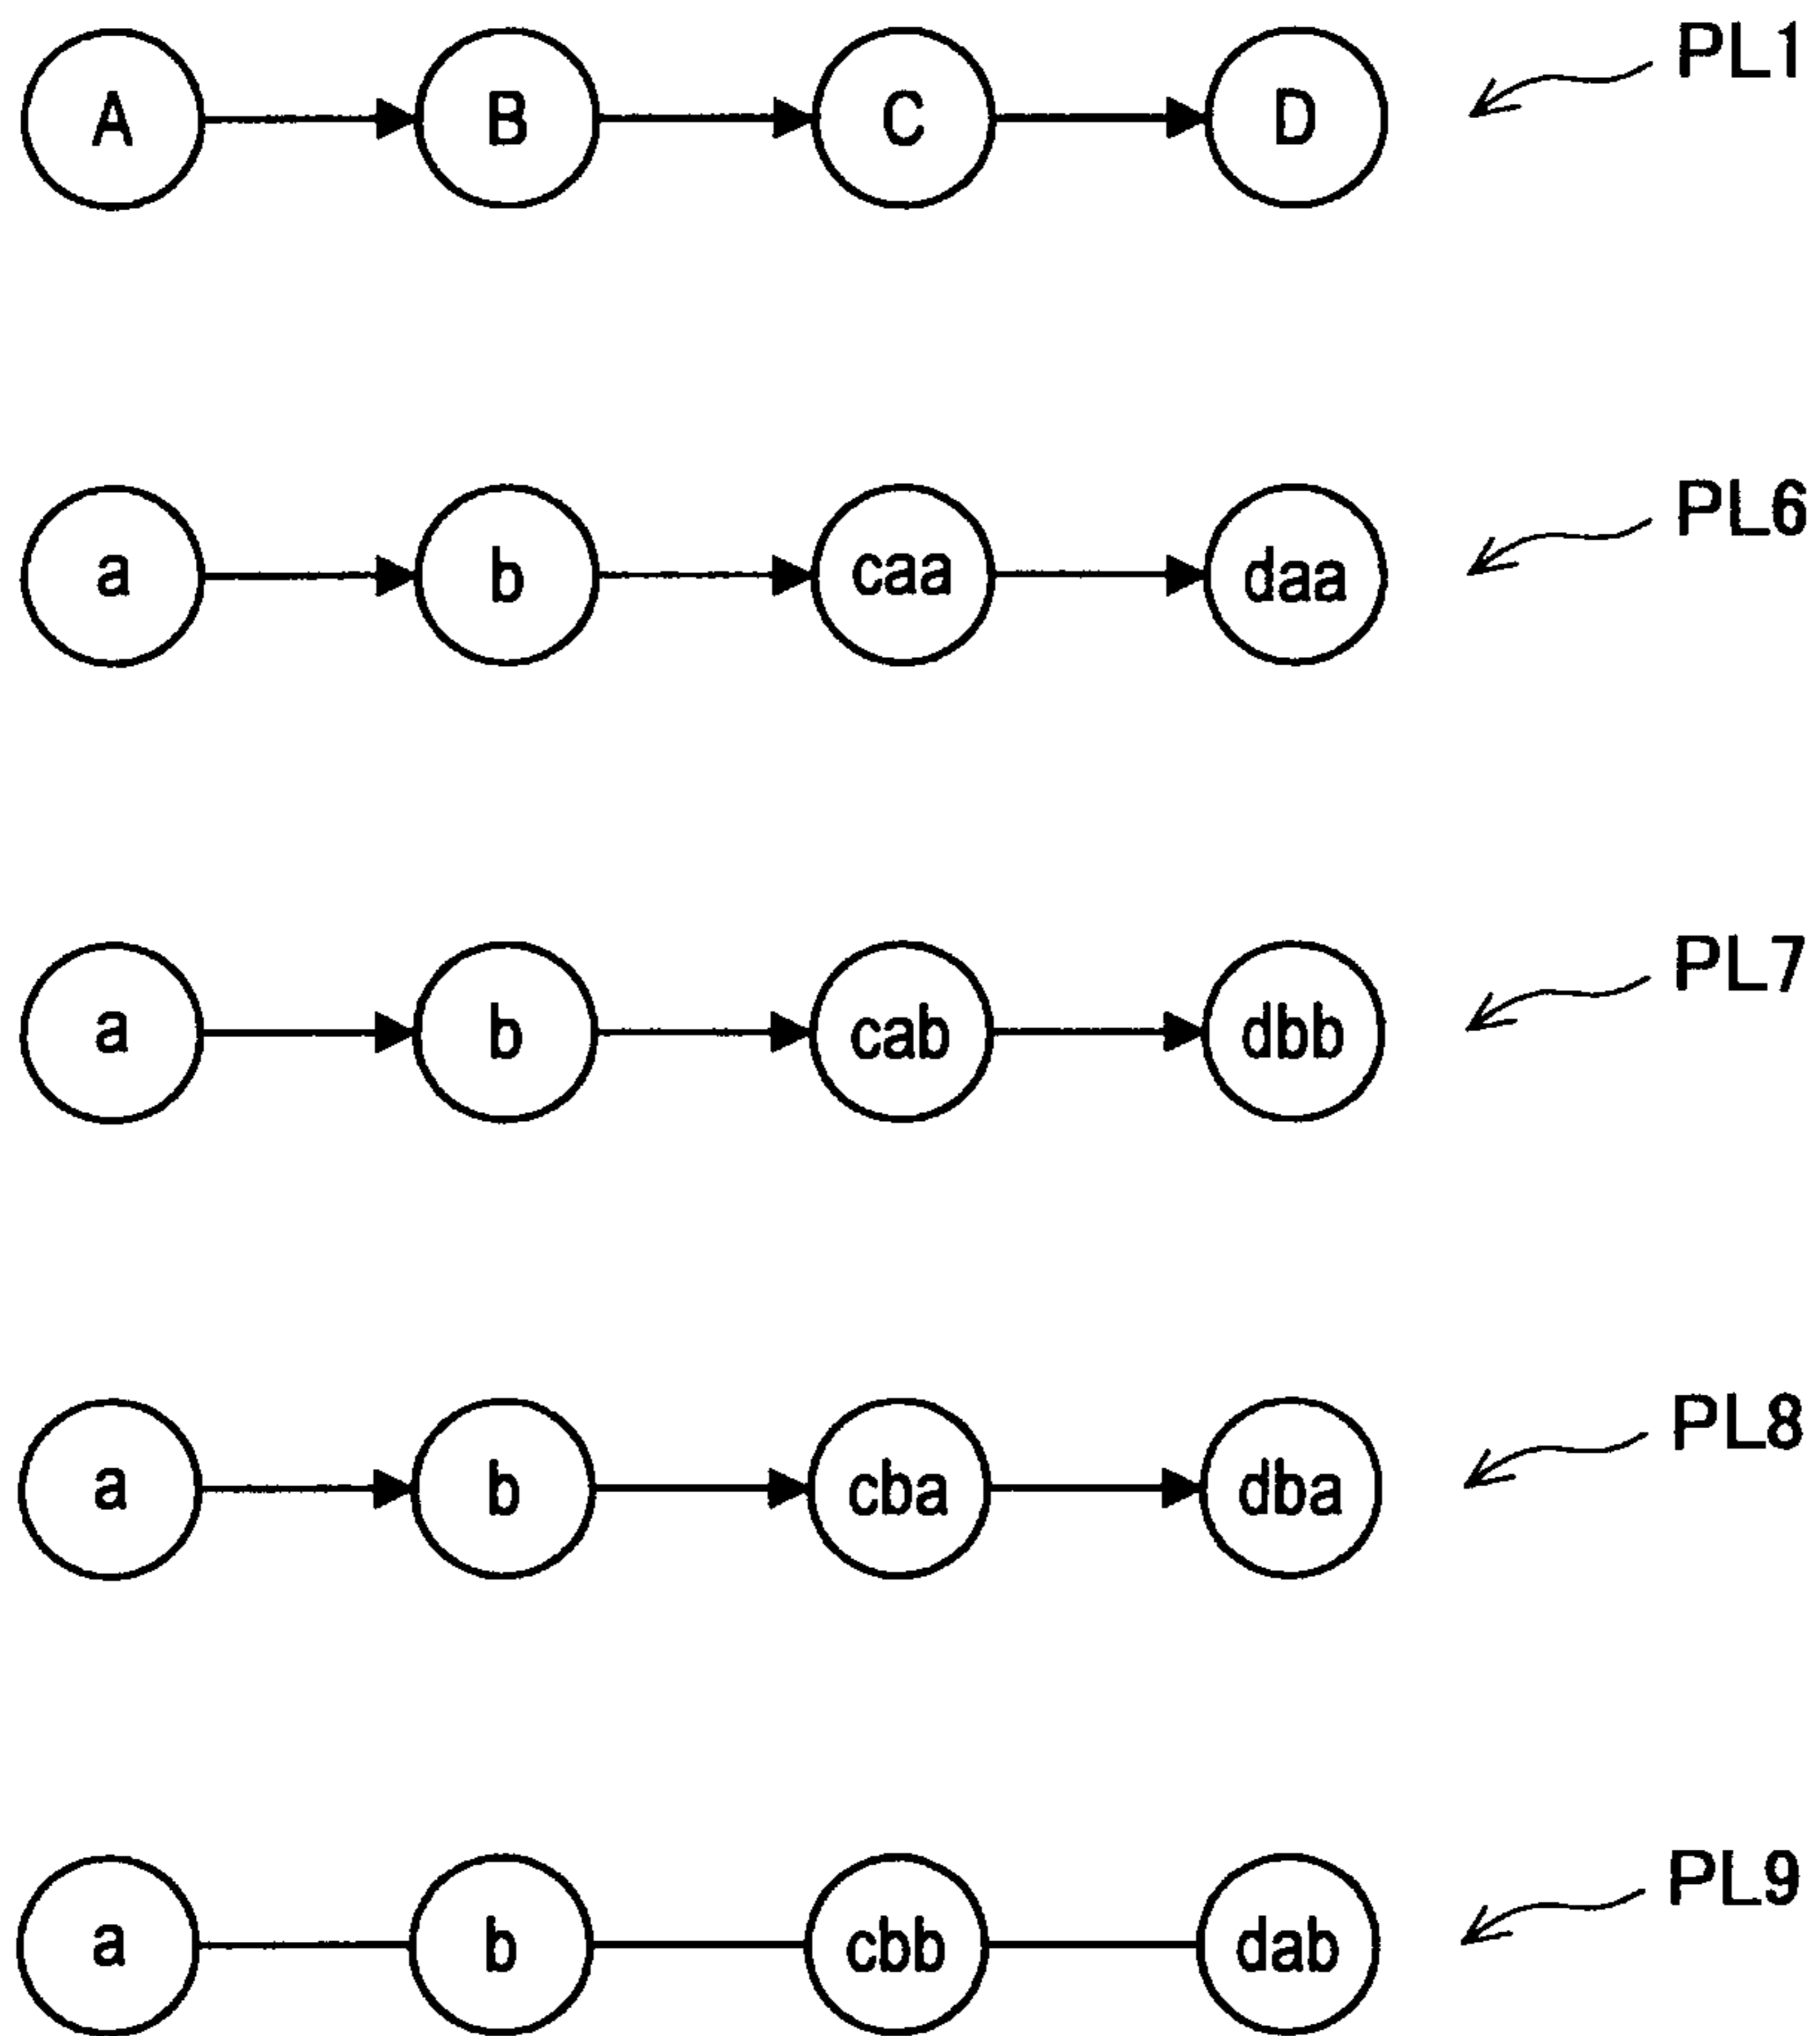 A B C D PL1
a b caa daa PL6
a b cab dbb PL7
a b cba dba PL8
a b cbb dab PL9